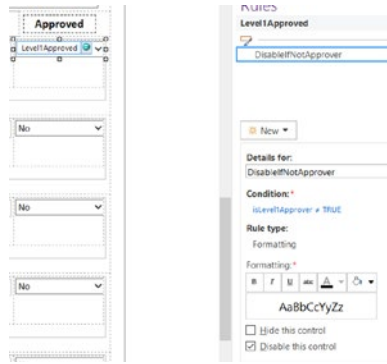 Approved
Level1Approved
No
No
No
Rules
Level1Approved
DisableIfNotApprover
New
Details for:
DisableIfNotApprover
Condition:*
isLevel1Approver ≠ TRUE
Rule type:
Formatting
Formatting:*
B I U abc A
AaBbCcYyZz
Hide this control
Disable this control